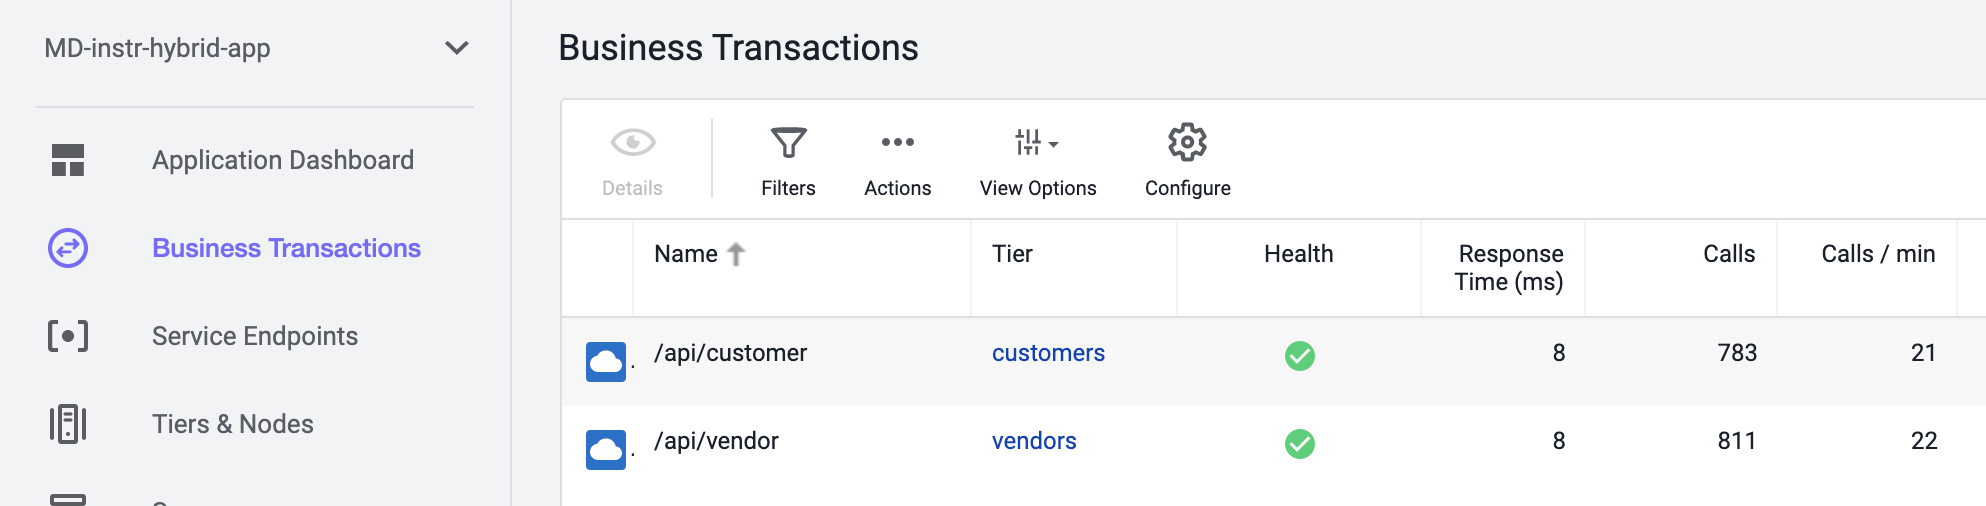 MD-instr-hybrid-app
Application Dashboard
Business Transactions
Service Endpoints
Tiers & Nodes
Business Transactions
Details
Filters
Actions
View Options
Configure
Name Tier Health Response Time (ms) Calls Calls / min
/api/customer customers 8 783 21
/api/vendor vendors 8 811 22